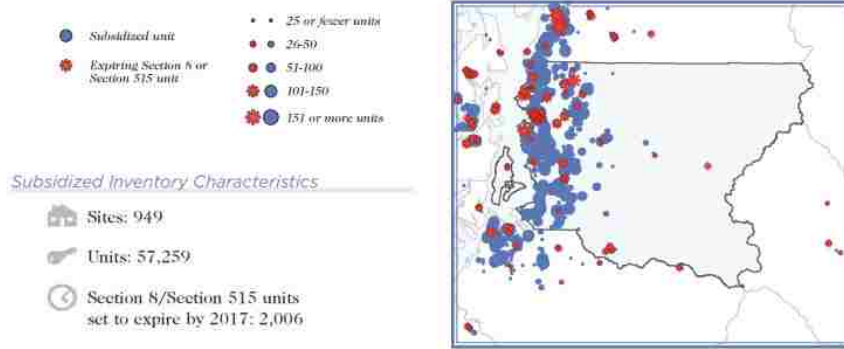 Subsidized unit
Expiring Section 8 or
Section 515 unit
25 or fewer units
26-50
51-100
101-150
151 or more units
Subsidized Inventory Characteristics
Sites: 949
Units: 57,259
Section 8/Section 515 units
set to expire by 2017: 2,006